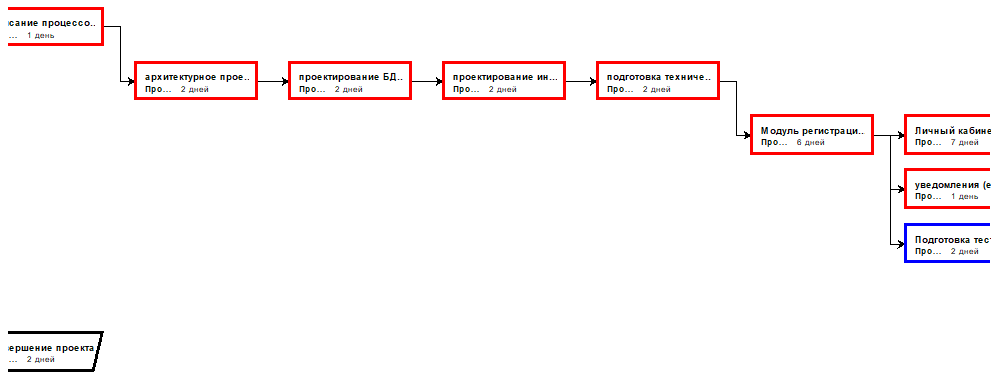 исание процессо..
... 1 день
архитектурное прое..
Про... 2 дней
проектирование БД..
Про... 2 дней
проектирование ин...
Про... 2 дней
подготовка техниче..
Про... 2 дней
Модуль регистраци..
Про... 6 дней
Личный кабине
Про... 7 дней
уведомления (е
Про... 1 день
Подготовка тест
Про... 2 дней
вершение проекта
... 2 дней